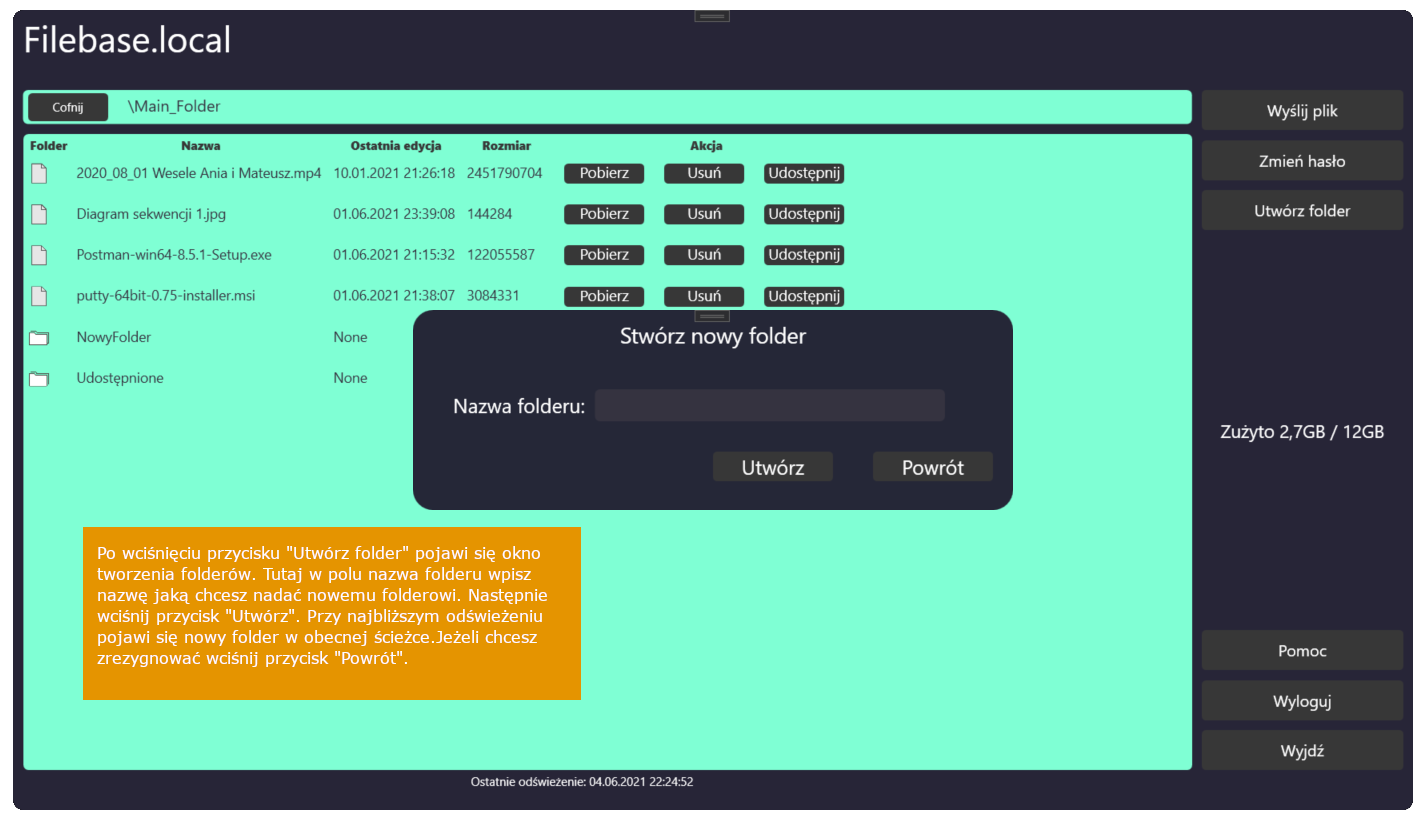 Filebase.local
Cofnij \Main_Folder
Wyślij plik
Zmień hasło
Utwórz folder
Folder Nazwa Ostatnia edycja Rozmiar Akcja
2020_08_01 Wesele Ania i Mateusz.mp4 10.01.2021 21:26:18 2451790704 Pobierz Usuń Udostępnij
Diagram sekwencji 1.jpg 01.06.2021 23:39:08 144284 Pobierz Usuń Udostępnij
Postman-win64-8.5.1-Setup.exe 01.06.2021 21:15:32 122055587 Pobierz Usuń Udostępnij
putty-64bit-0.75-installer.msi 01.06.2021 21:38:07 3084331 Pobierz Usuń Udostępnij
NowyFolder None
Udostępnione None
Stwórz nowy folder
Nazwa folderu:
Utwórz Powrót
Zużyto 2,7GB / 12GB
Po wciśnięciu przycisku "Utwórz folder" pojawi się okno
tworzenia folderów. Tutaj w polu nazwa folderu wpisz
nazwę jaką chcesz nadać nowemu folderowi. Następnie
wciśnij przycisk "Utwórz". Przy najbliższym odświeżeniu
pojawi się nowy folder w obecnej ścieżce.Jeżeli chcesz
zrezygnować wciśnij przycisk "Powrót".
Pomoc
Wyloguj
Wyjdź
Ostatnie odświeżenie: 04.06.2021 22:24:52